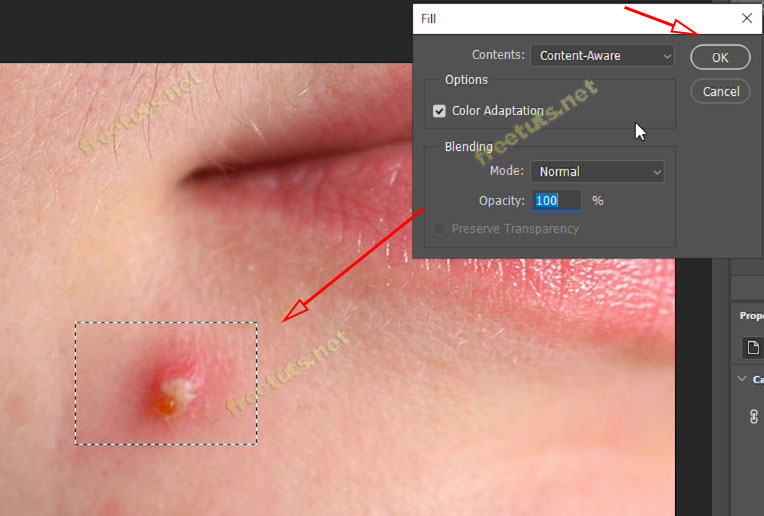 Fill
Contents: Content-Aware
OK
Options
Cancel
Color Adaptation
Blending
Mode: Normal
Opacity: 100 %
Preserve Transparency
freetuts.net
freetuts.net
freetuts.net
Prope
Ca